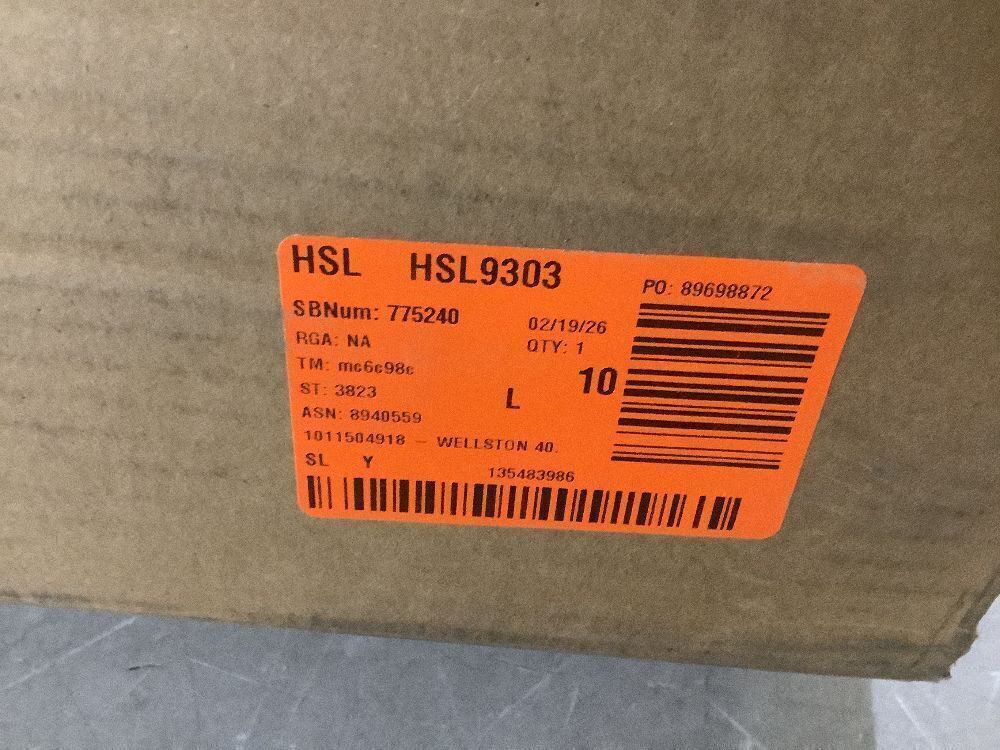 HSL HSL9303
PO: 89698872
SBNum: 775240
02/19/26
RGA: NA
QTY: 1
TM: mc6c98c
10
ST: 3823
L
ASN: 8940559
1011504918 - WELLSTON 40.
SL Y
135483986